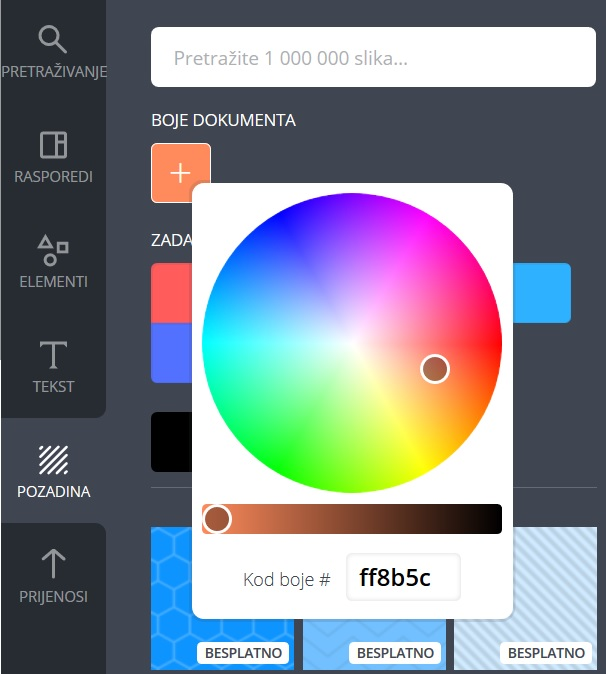 PRETRAŽIVANJE
RASPOREDI
ELEMENTI
TEKST
POZADINA
PRIJENOSI
Pretražite 1 000 000 slika...
BOJE DOKUMENTA
+
ZADA
Kod boje # ff8b5c
BESPLATNO BESPLATNO BESPLATNO